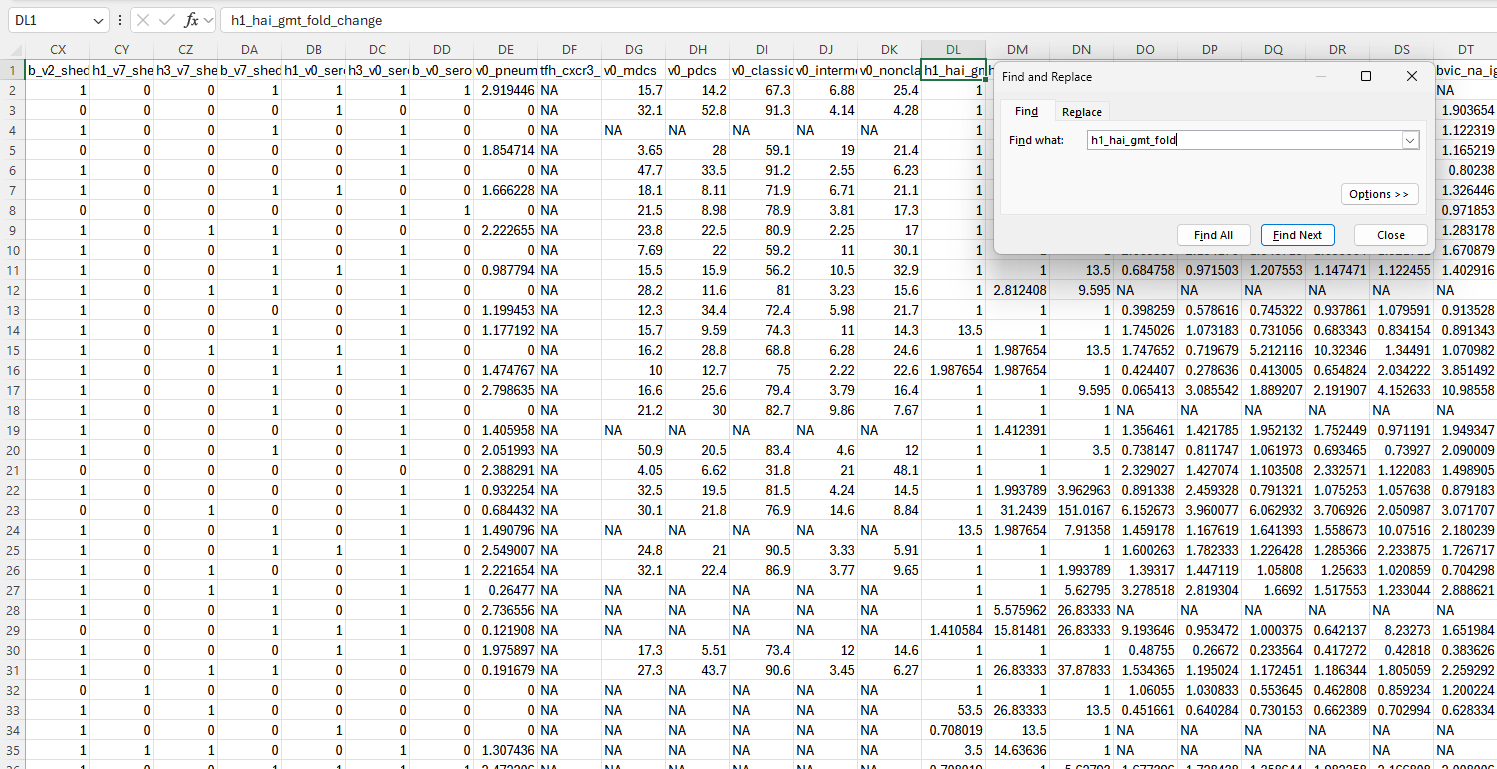 DL1 fx h1_hai_gmt_fold_change
CX CY CZ DA DB DC DD DE DF DG DH DI DJ DK DL DM DN DO DP DQ DR DS DT
1 b_v2_shed h1_v7_she h3_v7_she b_v7_shed h1_v0_ser h3_v0_ser b_v0_sero v0_pneum tfh_cxcr3_ v0_mdcs v0_pdcs v0_classic v0_interm v0_noncla h1_hai_gm bvic_na_ig
Find and Replace
Find Replace
Find what: h1_hai_gmt_fold
Options >>
Find All Find Next Close
2 1 0 0 1 1 1 1 2.919446 NA 15.7 14.2 67.3 6.88 25.4 1 NA
3 0 0 0 0 1 0 0 0 NA 32.1 52.8 91.3 4.14 4.28 1 1.903654
4 1 0 0 1 0 1 0 0 NA NA NA NA NA NA 1 1.122319
5 0 0 0 0 0 1 0 1.854714 NA 3.65 28 59.1 19 21.4 1 1.165219
6 1 0 0 1 0 1 0 0 NA 47.7 33.5 91.2 2.55 6.23 1 0.80238
7 1 0 0 1 1 0 0 1.666228 NA 18.1 8.11 71.9 6.71 21.1 1 1.326446
8 0 0 0 0 0 1 1 0 NA 21.5 8.98 78.9 3.81 17.3 1 0.971853
9 1 0 1 1 0 0 0 2.222655 NA 23.8 22.5 80.9 2.25 17 1 1.283178
10 1 0 0 1 0 1 0 0 NA 7.69 22 59.2 11 30.1 1 1.670879
11 1 0 0 1 1 1 0 0.987794 NA 15.5 15.9 56.2 10.5 32.9 1 1 13.5 0.684758 0.971503 1.207553 1.147471 1.122455 1.402916
12 1 0 1 1 0 1 0 0 NA 28.2 11.6 81 3.23 15.6 1 2.812408 9.595 NA NA NA NA NA NA
13 1 0 0 0 0 1 0 1.199453 NA 12.3 34.4 72.4 5.98 21.7 1 1 1 0.398259 0.578616 0.745322 0.937861 1.079591 0.913528
14 1 0 0 1 0 1 0 1.177192 NA 15.7 9.59 74.3 11 14.3 13.5 1 1 1.745026 1.073183 0.731056 0.683343 0.834154 0.891343
15 1 0 1 1 1 1 0 0 NA 16.2 28.8 68.8 6.28 24.6 1 1.987654 13.5 1.747652 0.719679 5.212116 10.32346 1.34491 1.070982
16 1 0 0 1 1 1 0 1.474767 NA 10 12.7 75 2.22 22.6 1.987654 1.987654 1 0.424407 0.278636 0.413005 0.654824 2.034222 3.851492
17 1 0 0 1 0 1 0 2.798635 NA 16.6 25.6 79.4 3.79 16.4 1 1 9.595 0.065413 3.085542 1.889207 2.191907 4.152633 10.98558
18 1 0 0 1 0 1 0 0 NA 21.2 30 82.7 9.86 7.67 1 1 1 NA NA NA NA NA NA
19 1 0 0 0 0 1 0 1.405958 NA NA NA NA NA NA 1 1.412391 1 1.356461 1.421785 1.952132 1.752449 0.971191 1.949347
20 1 0 0 1 0 1 0 2.051993 NA 50.9 20.5 83.4 4.6 12 1 1 3.5 0.738147 0.811747 1.061973 0.693465 0.73927 2.090009
21 0 0 0 0 0 0 0 2.388291 NA 4.05 6.62 31.8 21 48.1 1 1 1 2.329027 1.427074 1.103508 2.332571 1.122083 1.498905
22 1 0 0 0 0 1 1 0.932254 NA 32.5 19.5 81.5 4.24 14.5 1 1.993789 3.962963 0.891338 2.459328 0.791321 1.075253 1.057638 0.879183
23 0 0 1 0 0 1 0 0.684432 NA 30.1 21.8 76.9 14.6 8.84 1 31.2439 151.0167 6.152673 3.960077 6.062932 3.706926 2.050987 3.071707
24 1 0 0 1 0 1 1 1.490796 NA NA NA NA NA NA 13.5 1.987654 7.91358 1.459178 1.167619 1.641393 1.558673 10.07516 2.180239
25 1 0 0 1 1 1 0 2.549007 NA 24.8 21 90.5 3.33 5.91 1 1 1 1.600263 1.782333 1.226428 1.285366 2.233875 1.726717
26 1 0 1 1 0 1 0 2.221654 NA 32.1 22.4 86.9 3.77 9.65 1 1 1.993789 1.39317 1.447119 1.05808 1.25633 1.020859 0.704298
27 1 0 1 1 0 1 1 0.26477 NA NA NA NA NA NA 1 1 5.62795 3.278518 2.819304 1.6692 1.517553 1.233044 2.888621
28 1 0 0 1 0 1 0 2.736556 NA NA NA NA NA NA 1 5.575962 26.83333 NA NA NA NA NA NA
29 0 0 0 1 1 1 0 0.121908 NA NA NA NA NA NA 1.410584 15.81481 26.83333 9.193646 0.953472 1.000375 0.642137 8.23273 1.651984
30 1 0 0 0 1 1 0 1.975897 NA 17.3 5.51 73.4 12 14.6 1 1 1 0.48755 0.26672 0.233564 0.417272 0.42818 0.383626
31 1 0 1 1 0 1 0 0.191679 NA 27.3 43.7 90.6 3.45 6.27 1 26.83333 37.87833 1.534365 1.195024 1.172451 1.186344 1.805059 2.259292
32 0 1 0 0 0 0 0 0 NA NA NA NA NA NA 1 1 1 1.06055 1.030833 0.553645 0.462808 0.859234 1.200224
33 1 0 1 0 0 0 0 0 NA NA NA NA NA NA 53.5 26.83333 13.5 0.451661 0.640284 0.730153 0.662389 0.702994 0.628334
34 1 0 0 0 1 0 0 0 NA NA NA NA NA NA 0.708019 13.5 1 NA NA NA NA NA NA
35 1 1 1 0 0 1 0 1.307436 NA NA NA NA NA NA 3.5 14.63636 1 NA NA NA NA NA NA